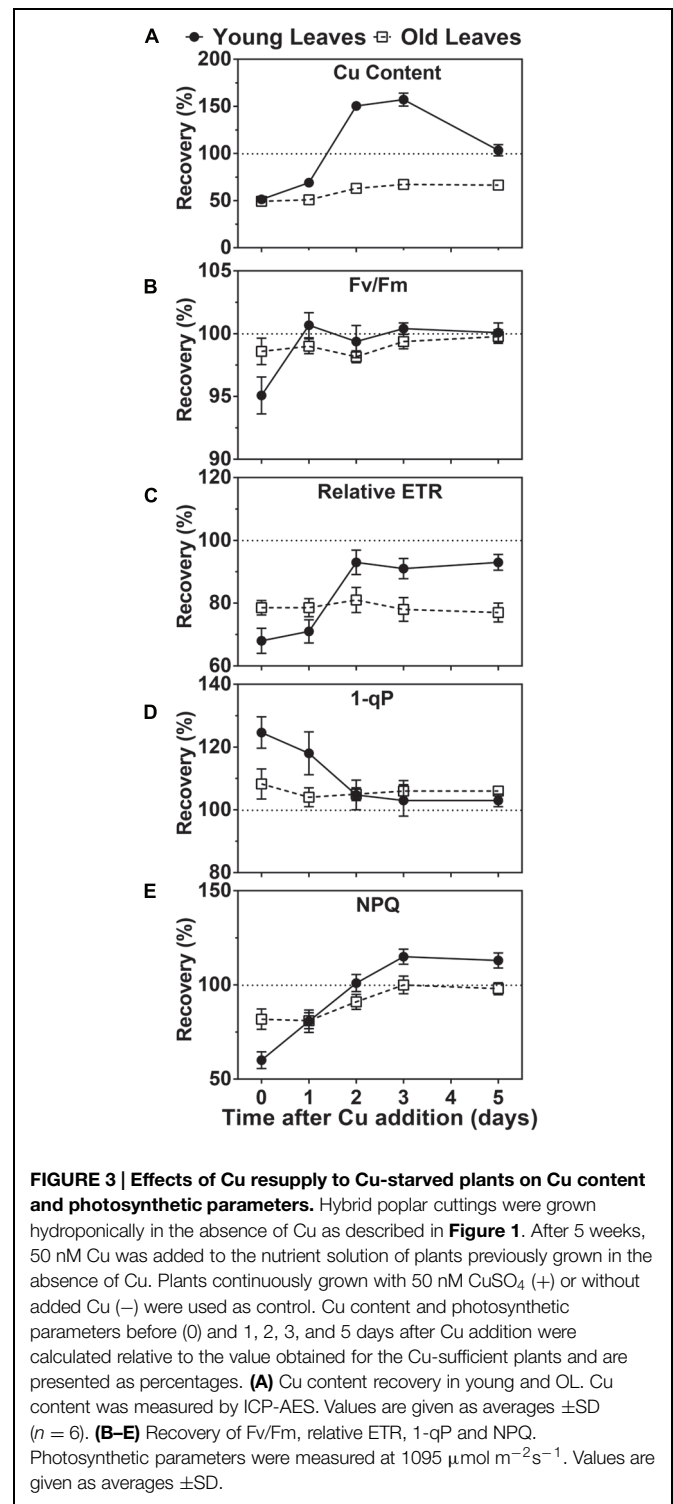 A Young Leaves Old Leaves
Cu Content
Recovery (%)
200
150
100
50
0
B
Fv/Fm
Recovery (%)
105
100
95
90
C
Relative ETR
Recovery (%)
120
100
80
60
D
1-qP
Recovery (%)
140
120
100
80
E
NPQ
Recovery (%)
150
100
50
0 1 2 3 4 5
Time after Cu addition (days)
FIGURE 3 | Effects of Cu resupply to Cu-starved plants on Cu content
and photosynthetic parameters. Hybrid poplar cuttings were grown
hydroponically in the absence of Cu as described in Figure 1. After 5 weeks,
50 nM Cu was added to the nutrient solution of plants previously grown in the
absence of Cu. Plants continuously grown with 50 nM CuSO₄ (+) or without
added Cu (−) were used as control. Cu content and photosynthetic
parameters before (0) and 1, 2, 3, and 5 days after Cu addition were
calculated relative to the value obtained for the Cu-sufficient plants and are
presented as percentages. (A) Cu content recovery in young and OL. Cu
content was measured by ICP-AES. Values are given as averages ±SD
(n = 6). (B–E) Recovery of Fv/Fm, relative ETR, 1-qP and NPQ.
Photosynthetic parameters were measured at 1095 μmol m⁻²s⁻¹. Values are
given as averages ±SD.